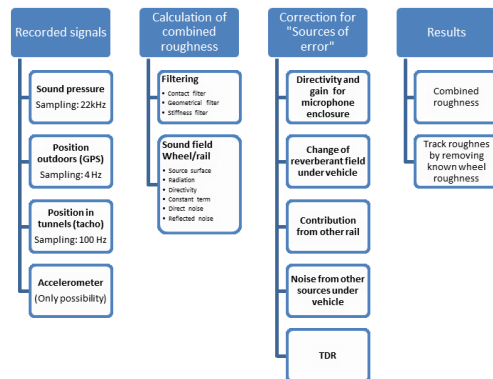 Recorded signals
Sound pressure
Sampling: 22kHz
Position
outdoors (GPS)
Sampling: 4 Hz
Position in
tunnels (tacho)
Sampling: 100 Hz
Accelerometer
(Only possibility)
Calculation of
combined
roughness
Filtering
• Contact filter
• Geometrical filter
• Stiffness filter
Sound field
Wheel/rail
• Source surface
• Radiation
• Directivity
• Constant term
• Direct noise
• Reflected noise
Correction for
"Sources of
error"
Directivity and
gain for
microphone
enclosure
Change of
reverberant field
under vehicle
Contribution
from other rail
Noise from other
sources under
vehicle
TDR
Results
Combined
roughness
Track roughnes
by removing
known wheel
roughness